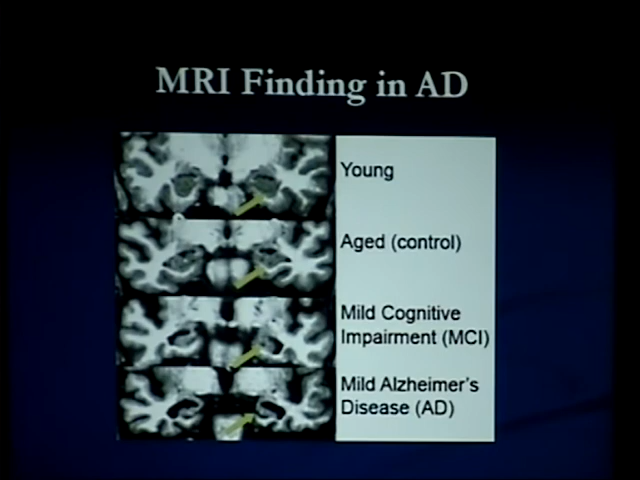 MRI Finding in AD
Young
Aged (control)
Mild Cognitive
Impairment (MCI)
Mild Alzheimer's
Disease (AD)